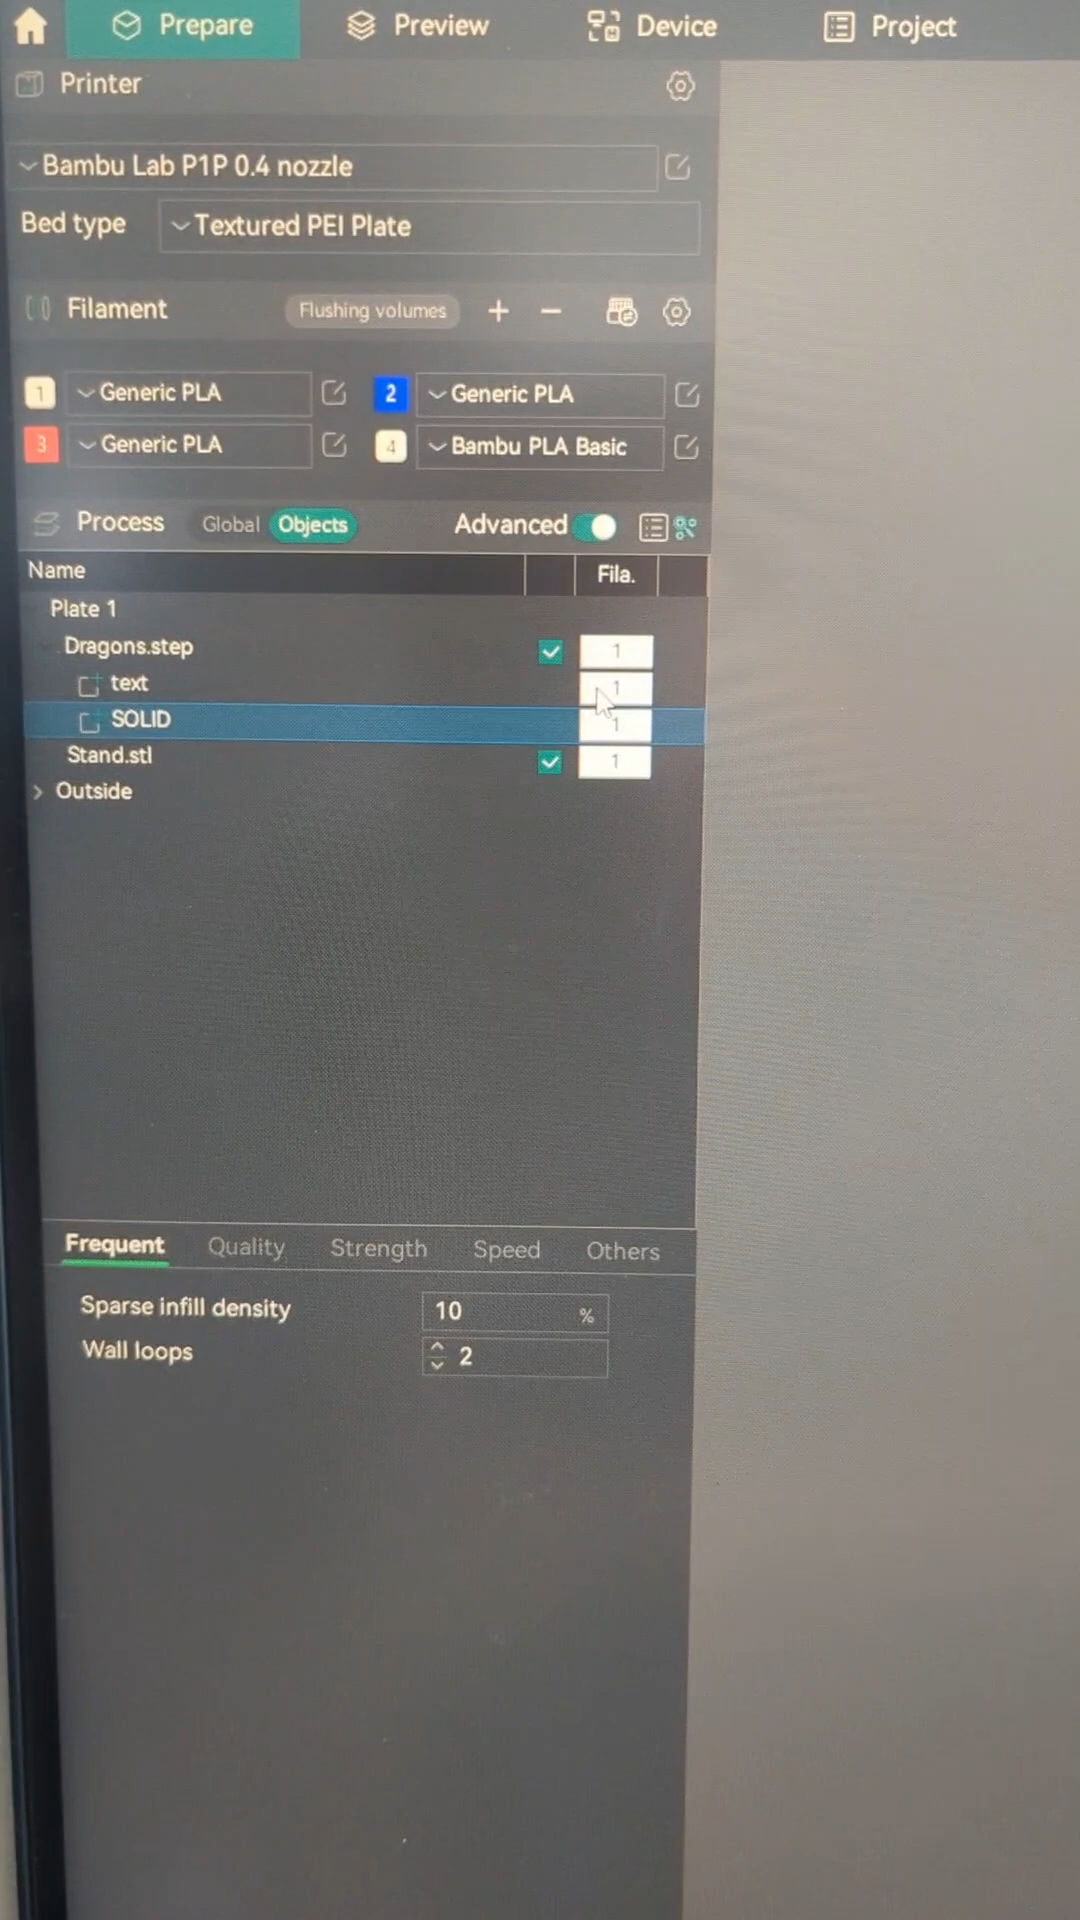 Prepare Preview Device Project
Printer
Bambu Lab P1P 0.4 nozzle
Bed type Textured PEI Plate
Filament Flushing volumes + −
1 Generic PLA 2 Generic PLA
3 Generic PLA 4 Bambu PLA Basic
Process Global Objects Advanced
Name Fila.
Plate 1
Dragons.step 1
text 1
SOLID 1
Stand.stl 1
Outside
Frequent Quality Strength Speed Others
Sparse infill density 10 %
Wall loops 2